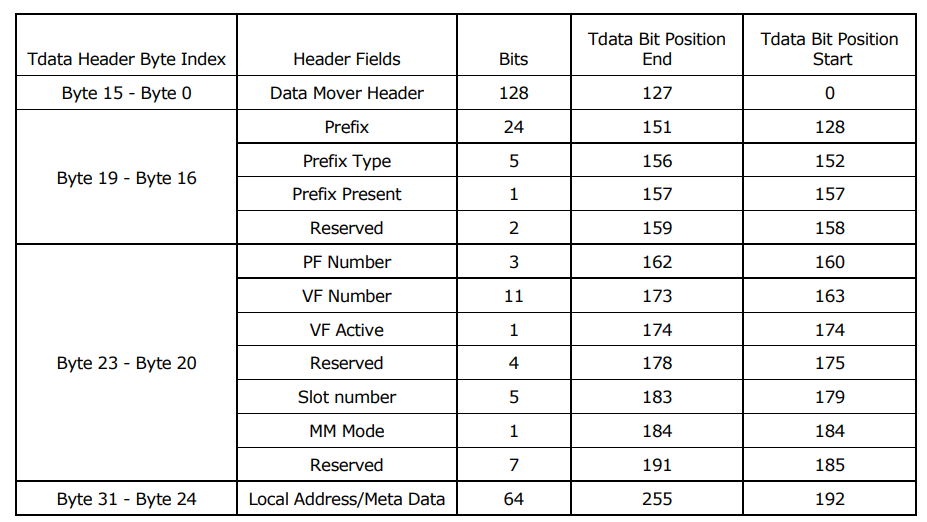 Tdata Header Byte Index Header Fields Bits Tdata Bit Position End Tdata Bit Position Start
Byte 15 - Byte 0 Data Mover Header 128 127 0
Byte 19 - Byte 16 Prefix 24 151 128
Prefix Type 5 156 152
Prefix Present 1 157 157
Reserved 2 159 158
Byte 23 - Byte 20 PF Number 3 162 160
VF Number 11 173 163
VF Active 1 174 174
Reserved 4 178 175
Slot number 5 183 179
MM Mode 1 184 184
Reserved 7 191 185
Byte 31 - Byte 24 Local Address/Meta Data 64 255 192